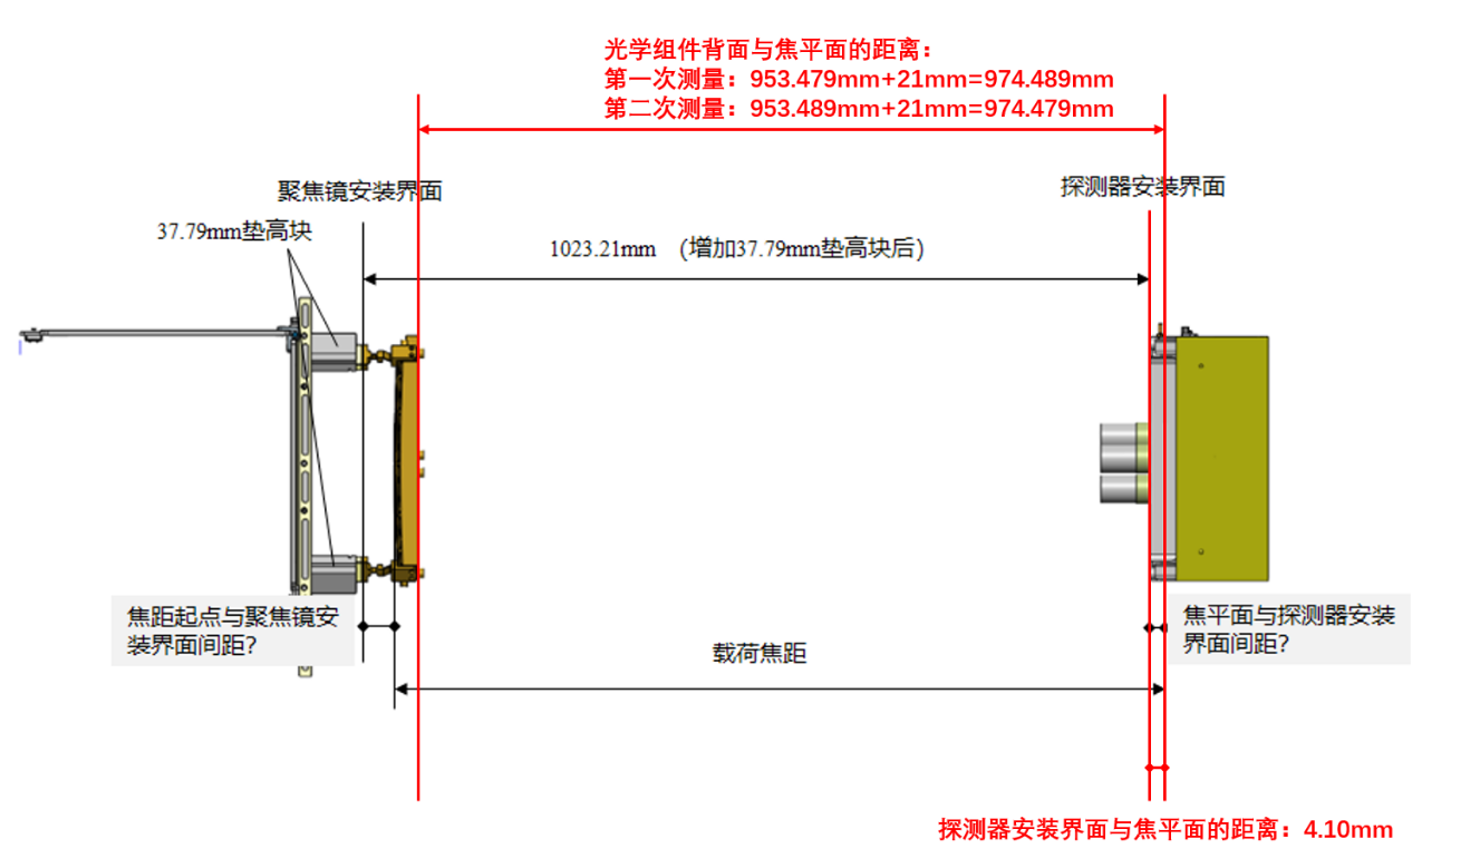 光学组件背面与焦平面的距离：
第一次测量：953.479mm+21mm=974.489mm
第二次测量：953.489mm+21mm=974.479mm
聚焦镜安装界面
探测器安装界面
37.79mm垫高块
1023.21mm （增加37.79mm垫高块后）
焦距起点与聚焦镜安
装界面间距？
焦平面与探测器安装
界面间距？
载荷焦距
探测器安装界面与焦平面的距离：4.10mm